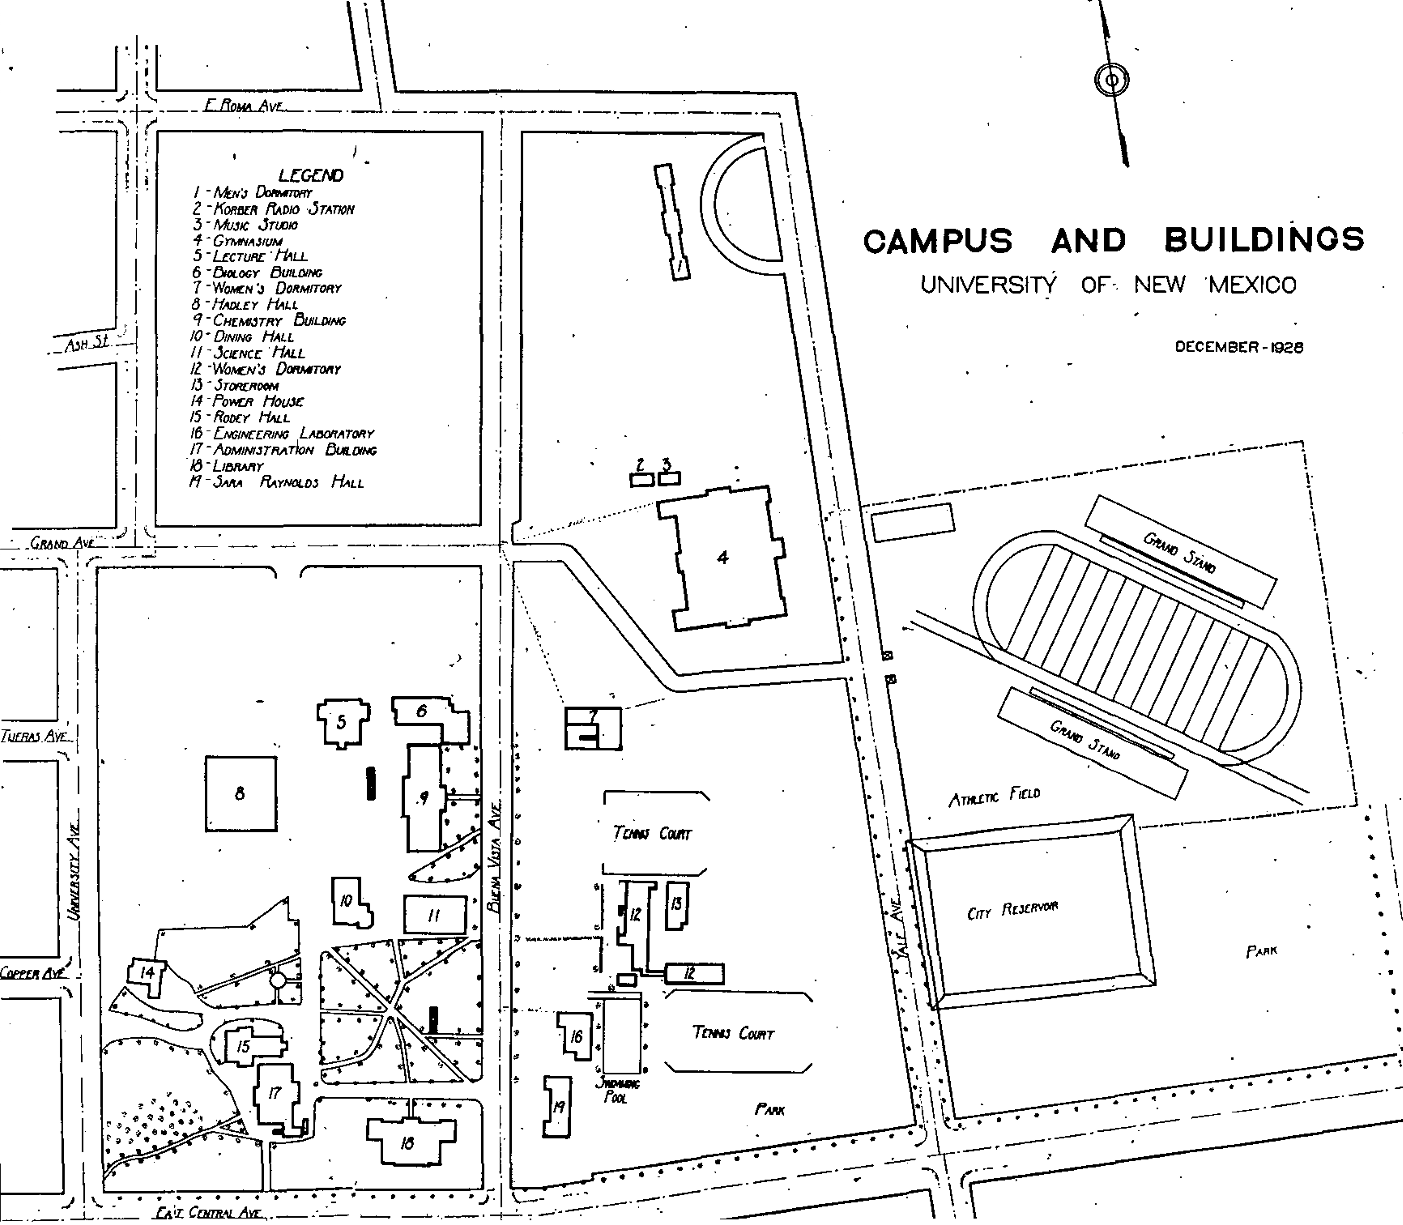 E. ROMA AVE.
LEGEND
1 - MEN'S DORMITORY
2 - KORBER RADIO STATION
3 - MUSIC STUDIO
4 - GYMNASIUM
5 - LECTURE HALL
6 - BIOLOGY BUILDING
7 - WOMEN'S DORMITORY
8 - HADLEY HALL
9 - CHEMISTRY BUILDING
10 - DINING HALL
11 - SCIENCE HALL
12 - WOMEN'S DORMITORY
13 - STOREROOM
14 - POWER HOUSE
15 - RODEY HALL
16 - ENGINEERING LABORATORY
17 - ADMINISTRATION BUILDING
18 - LIBRARY
19 - SARA RAYNOLDS HALL
CAMPUS AND BUILDINGS
UNIVERSITY OF NEW MEXICO
DECEMBER - 1928
1
ASH ST.
2 3
4
GRAND AVE.
GRAND STAND
GRAND STAND
ATHLETIC FIELD
5
6
7
TIJERAS AVE.
8
9
TENNIS COURT
UNIVERSITY AVE.
BUENA VISTA AVE.
10
11
12
13
YALE AVE.
CITY RESERVOIR
PARK
COPPER AVE.
14
12
15
16
TENNIS COURT
SWIMMING
POOL
17
18
19
PARK
EAST CENTRAL AVE.